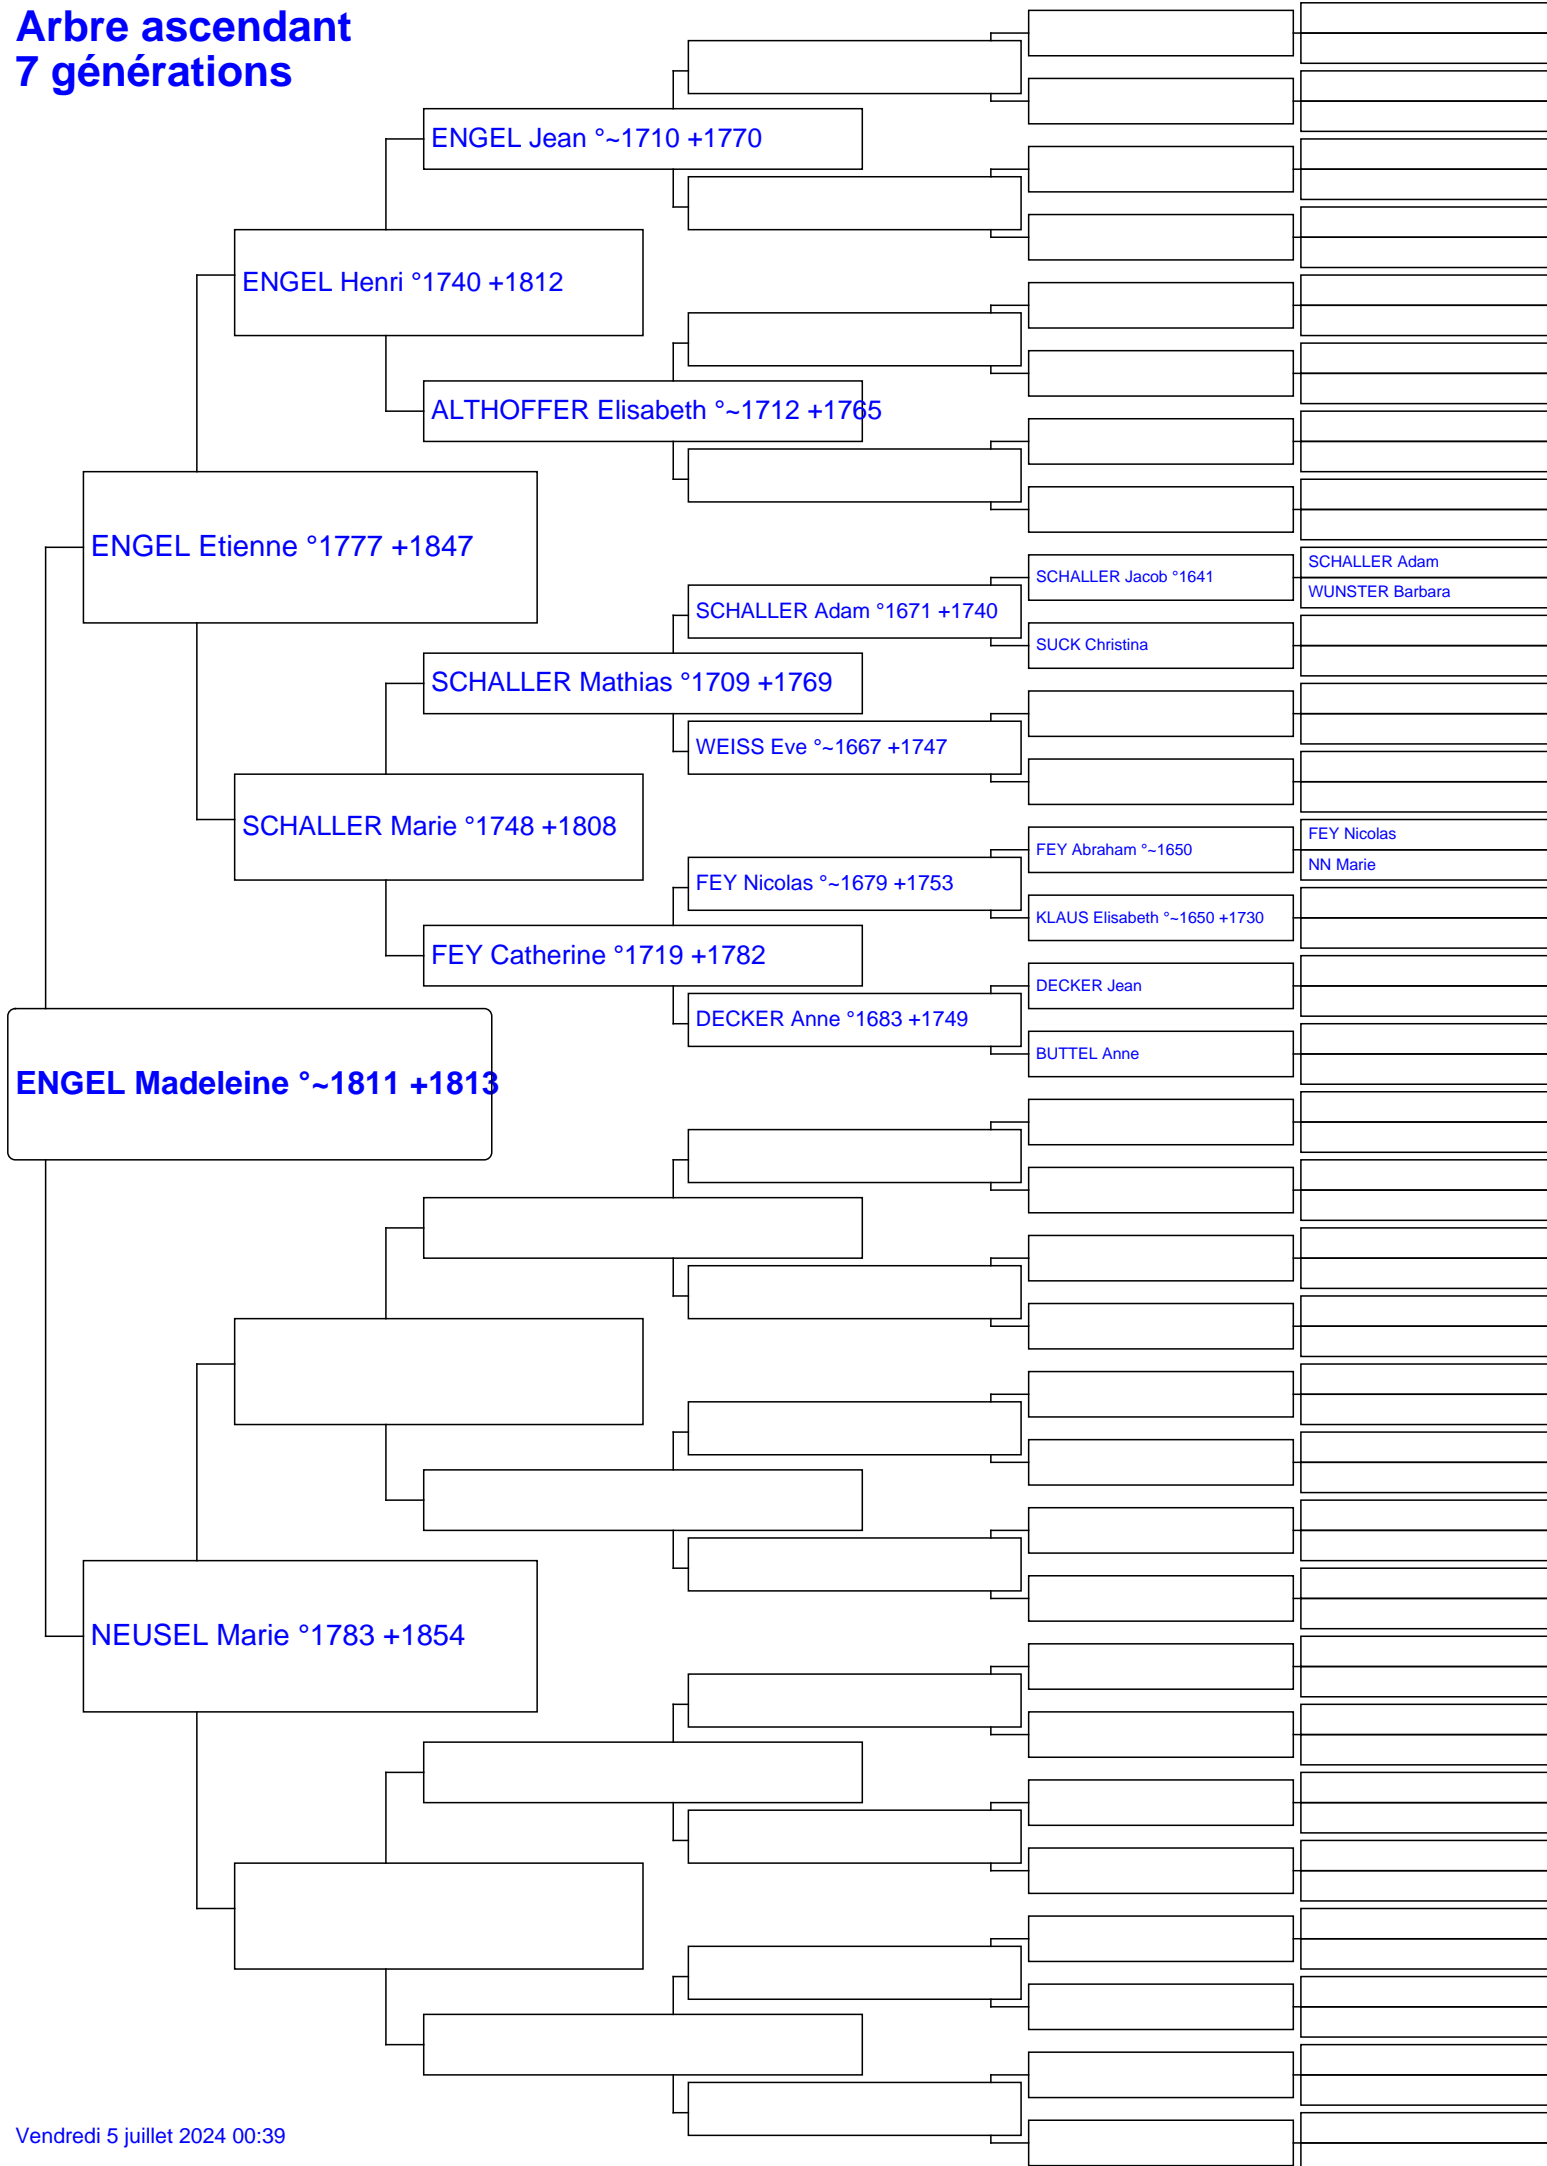 Arbre ascendant
7 générations
ENGEL Jean °~1710 +1770
ENGEL Henri °1740 +1812
ALTHOFFER Elisabeth °~1712 +1765
ENGEL Etienne °1777 +1847
SCHALLER Jacob °1641
SCHALLER Adam
WUNSTER Barbara
SCHALLER Adam °1671 +1740
SUCK Christina
SCHALLER Mathias °1709 +1769
WEISS Eve °~1667 +1747
SCHALLER Marie °1748 +1808
FEY Abraham °~1650
FEY Nicolas
NN Marie
FEY Nicolas °~1679 +1753
KLAUS Elisabeth °~1650 +1730
FEY Catherine °1719 +1782
DECKER Jean
DECKER Anne °1683 +1749
BUTTEL Anne
ENGEL Madeleine °~1811 +1813
NEUSEL Marie °1783 +1854
Vendredi 5 juillet 2024 00:39